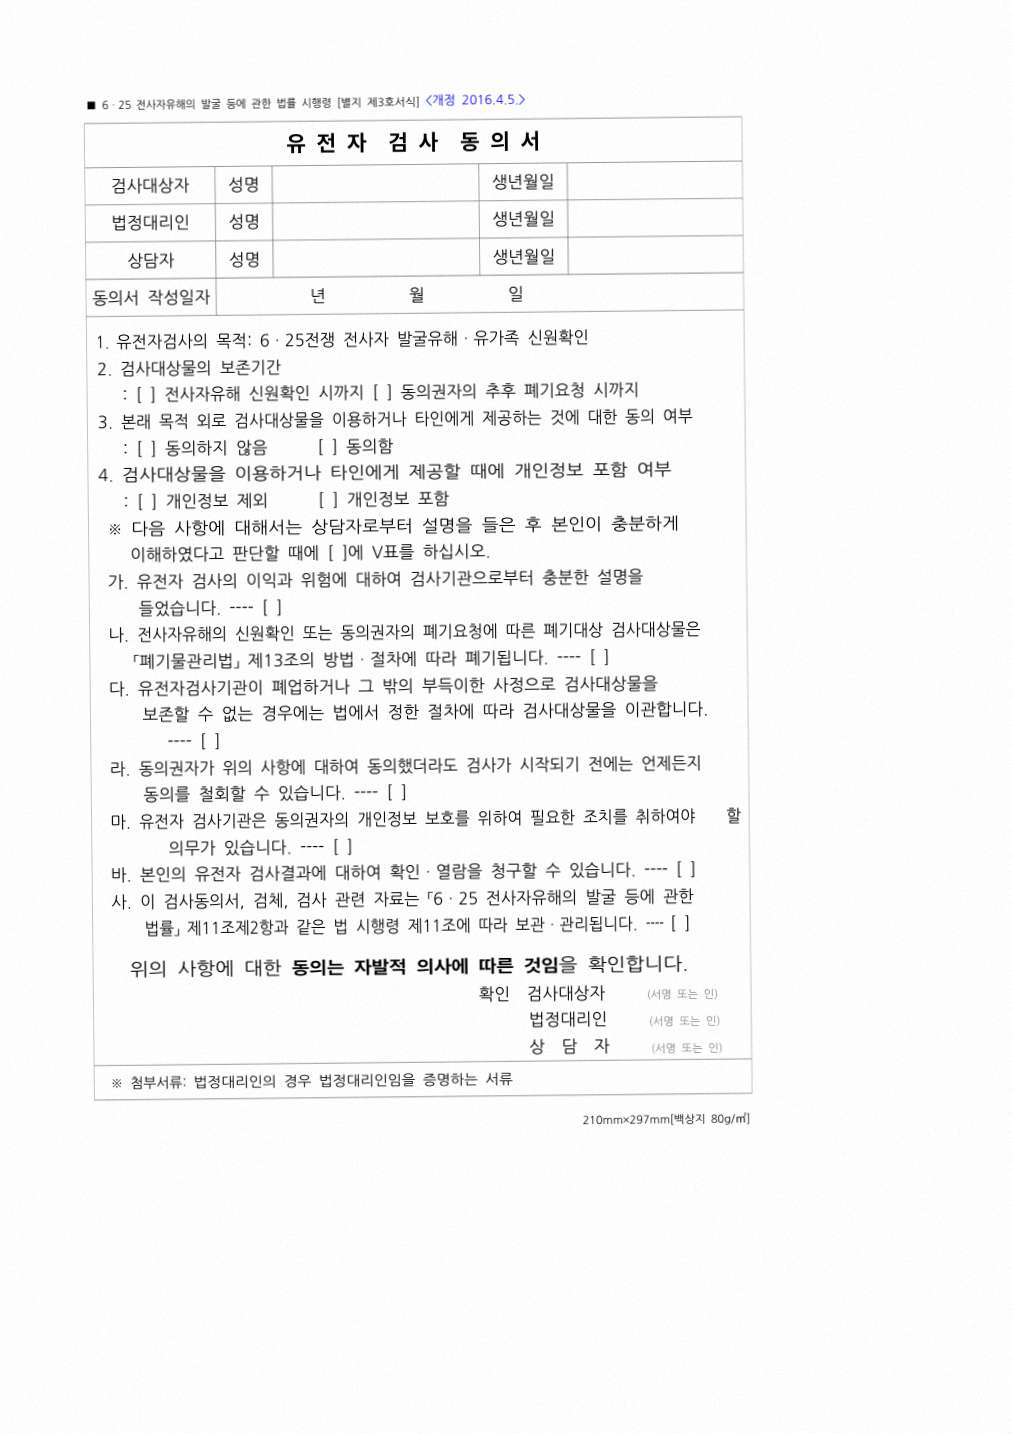 ■ 6ㆍ25 전사자유해의 발굴 등에 관한 법률 시행령 [별지 제3호서식] <개정 2016.4.5.>
유 전 자 검 사 동 의 서
검사대상자 성명 생년월일
법정대리인 성명 생년월일
상담자 성명 생년월일
동의서 작성일자 년 월 일
1. 유전자검사의 목적: 6ㆍ25전쟁 전사자 발굴유해ㆍ유가족 신원확인
2. 검사대상물의 보존기간
: [ ] 전사자유해 신원확인 시까지 [ ] 동의권자의 추후 폐기요청 시까지
3. 본래 목적 외로 검사대상물을 이용하거나 타인에게 제공하는 것에 대한 동의 여부
: [ ] 동의하지 않음 [ ] 동의함
4. 검사대상물을 이용하거나 타인에게 제공할 때에 개인정보 포함 여부
: [ ] 개인정보 제외 [ ] 개인정보 포함
※ 다음 사항에 대해서는 상담자로부터 설명을 들은 후 본인이 충분하게
이해하였다고 판단할 때에 [ ]에 V표를 하십시오.
가. 유전자 검사의 이익과 위험에 대하여 검사기관으로부터 충분한 설명을
들었습니다. ---- [ ]
나. 전사자유해의 신원확인 또는 동의권자의 폐기요청에 따른 폐기대상 검사대상물은
「폐기물관리법」 제13조의 방법ㆍ절차에 따라 폐기됩니다. ---- [ ]
다. 유전자검사기관이 폐업하거나 그 밖의 부득이한 사정으로 검사대상물을
보존할 수 없는 경우에는 법에서 정한 절차에 따라 검사대상물을 이관합니다.
---- [ ]
라. 동의권자가 위의 사항에 대하여 동의했더라도 검사가 시작되기 전에는 언제든지
동의를 철회할 수 있습니다. ---- [ ]
마. 유전자 검사기관은 동의권자의 개인정보 보호를 위하여 필요한 조치를 취하여야 할
의무가 있습니다. ---- [ ]
바. 본인의 유전자 검사결과에 대하여 확인ㆍ열람을 청구할 수 있습니다. ---- [ ]
사. 이 검사동의서, 검체, 검사 관련 자료는 「6ㆍ25 전사자유해의 발굴 등에 관한
법률」 제11조제2항과 같은 법 시행령 제11조에 따라 보관ㆍ관리됩니다. ---- [ ]
위의 사항에 대한 동의는 자발적 의사에 따른 것임을 확인합니다.
확인 검사대상자 (서명 또는 인)
법정대리인 (서명 또는 인)
상 담 자 (서명 또는 인)
※ 첨부서류: 법정대리인의 경우 법정대리인임을 증명하는 서류
210mm×297mm[백상지 80g/㎡]